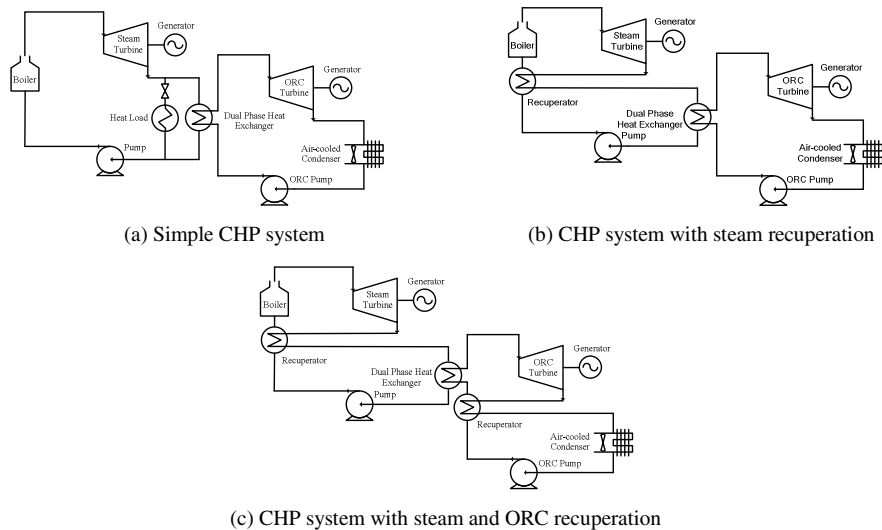 Generator
Steam
Turbine
Boiler
Generator
ORC
Turbine
Heat Load
Dual Phase Heat
Exchanger
Pump
Air-cooled
Condenser
ORC Pump
(a) Simple CHP system
Generator
Steam
Turbine
Boiler
Recuperator
Generator
ORC
Turbine
Dual Phase
Heat Exchanger
Pump
Air-cooled
Condenser
ORC Pump
(b) CHP system with steam recuperation
Generator
Steam
Turbine
Boiler
Recuperator
Generator
ORC
Turbine
Dual Phase Heat
Exchanger
Pump
Recuperator
Air-cooled
Condenser
ORC Pump
(c) CHP system with steam and ORC recuperation